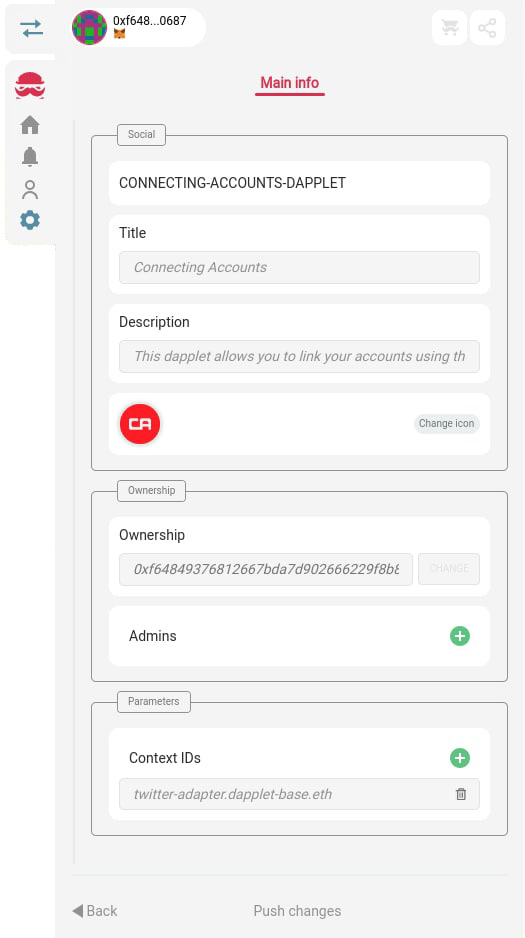 0xf648...0687
Main info
Social
CONNECTING-ACCOUNTS-DAPPLET
Title
Connecting Accounts
Description
This dapplet allows you to link your accounts using th
CA
Change icon
Ownership
Ownership
0xf64849376812667bda7d902666229f8b8
CHANGE
Admins
Parameters
Context IDs
twitter-adapter.dapplet-base.eth
Back
Push changes